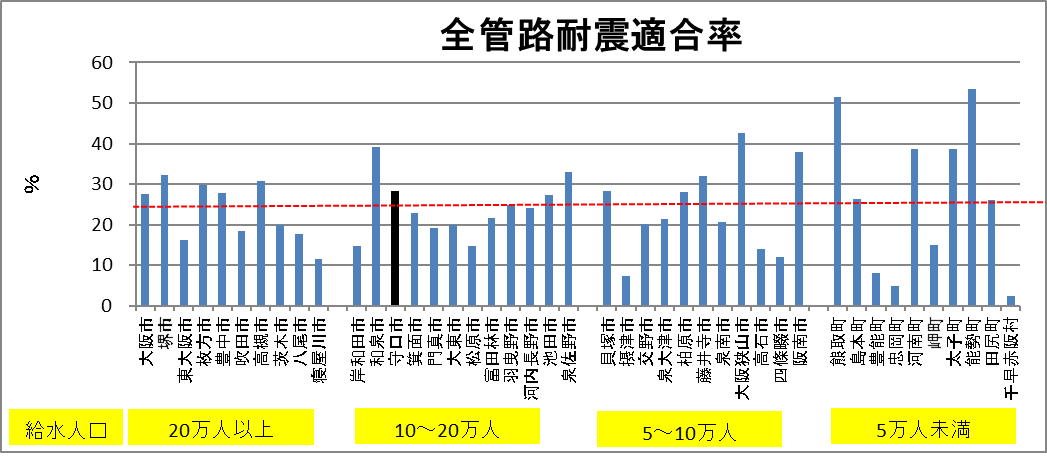 全管路耐震適合率
60
50
40
30
20
10
0
%
大阪市
堺市
東大阪市
枚方市
豊中市
吹田市
高槻市
茨木市
八尾市
寝屋川市
岸和田市
和泉市
守口市
箕面市
門真市
大東市
松原市
富田林市
羽曳野市
河内長野市
池田市
泉佐野市
貝塚市
摂津市
交野市
泉大津市
柏原市
藤井寺市
泉南市
大阪狭山市
高石市
四條畷市
阪南市
熊取町
島本町
豊能町
忠岡町
河南町
岬町
太子町
能勢町
田尻町
千早赤阪村
給水人口
20万人以上
10～20万人
5～10万人
5万人未満